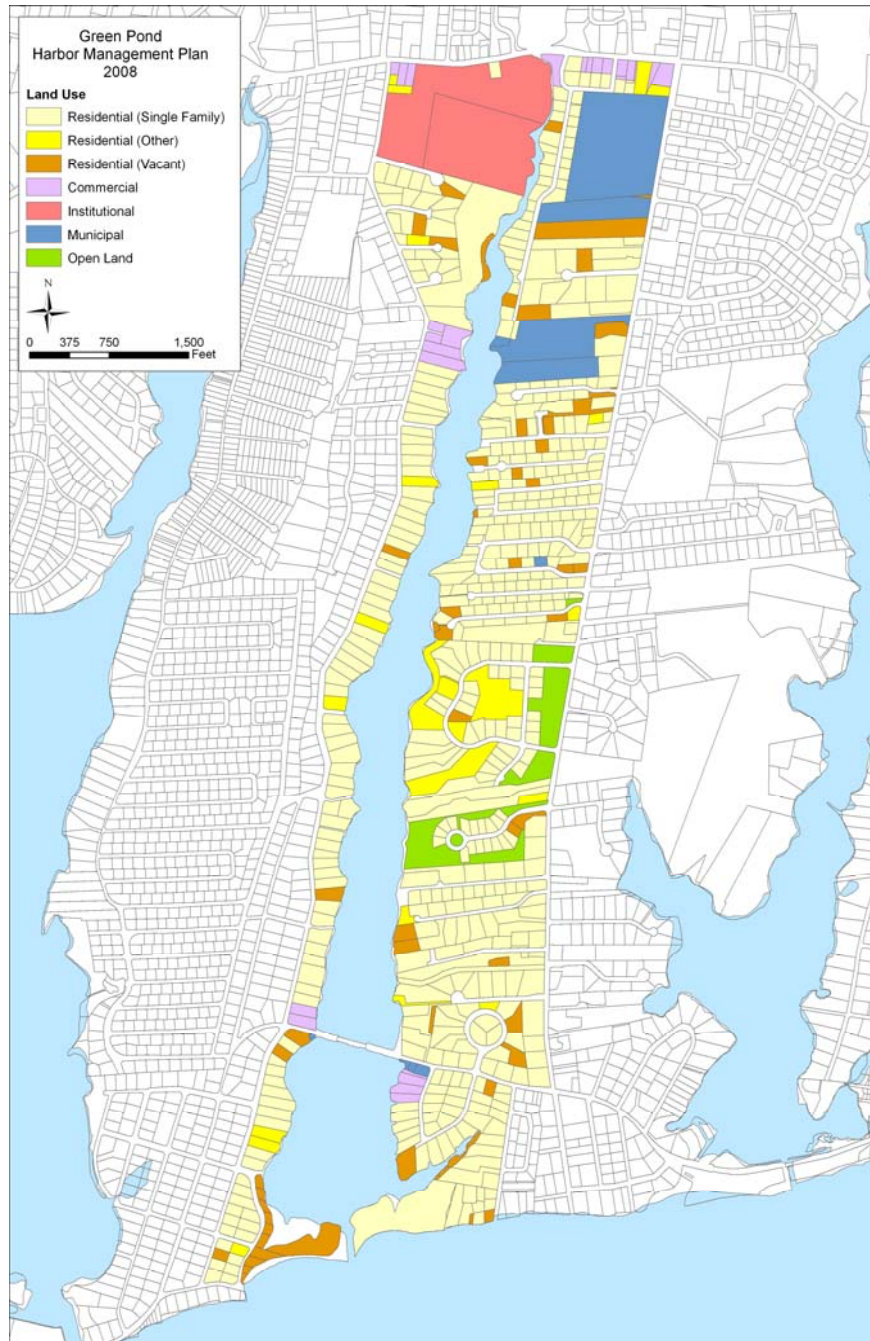 Green Pond
Harbor Management Plan
2008
Land Use
Residential (Single Family)
Residential (Other)
Residential (Vacant)
Commercial
Institutional
Municipal
Open Land
N
0 375 750 1,500
Feet